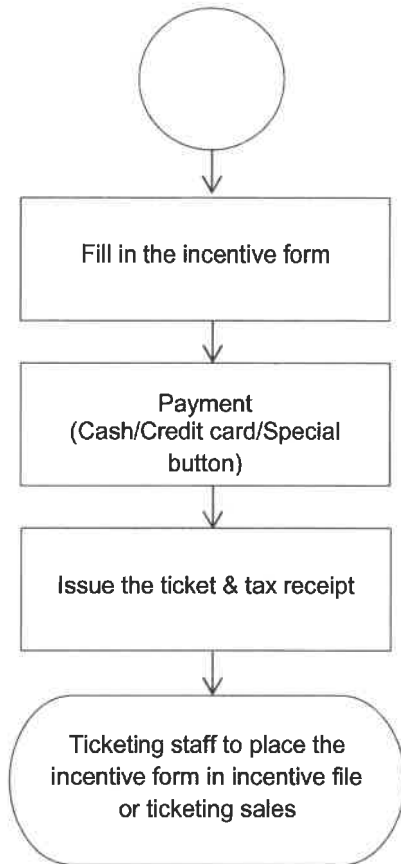 Fill in the incentive form
Payment
(Cash/Credit card/Special
button)
Issue the ticket & tax receipt
Ticketing staff to place the
incentive form in incentive file
or ticketing sales